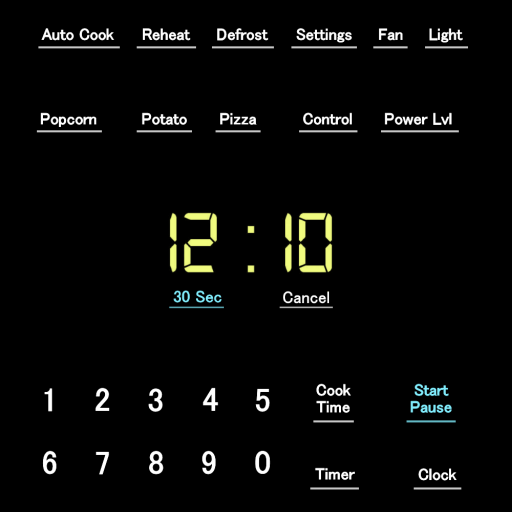 Auto Cook Reheat Defrost Settings Fan Light
Popcorn Potato Pizza Control Power Lvl
12:10
30 Sec Cancel
1 2 3 4 5 Cook Time Start Pause
6 7 8 9 0 Timer Clock